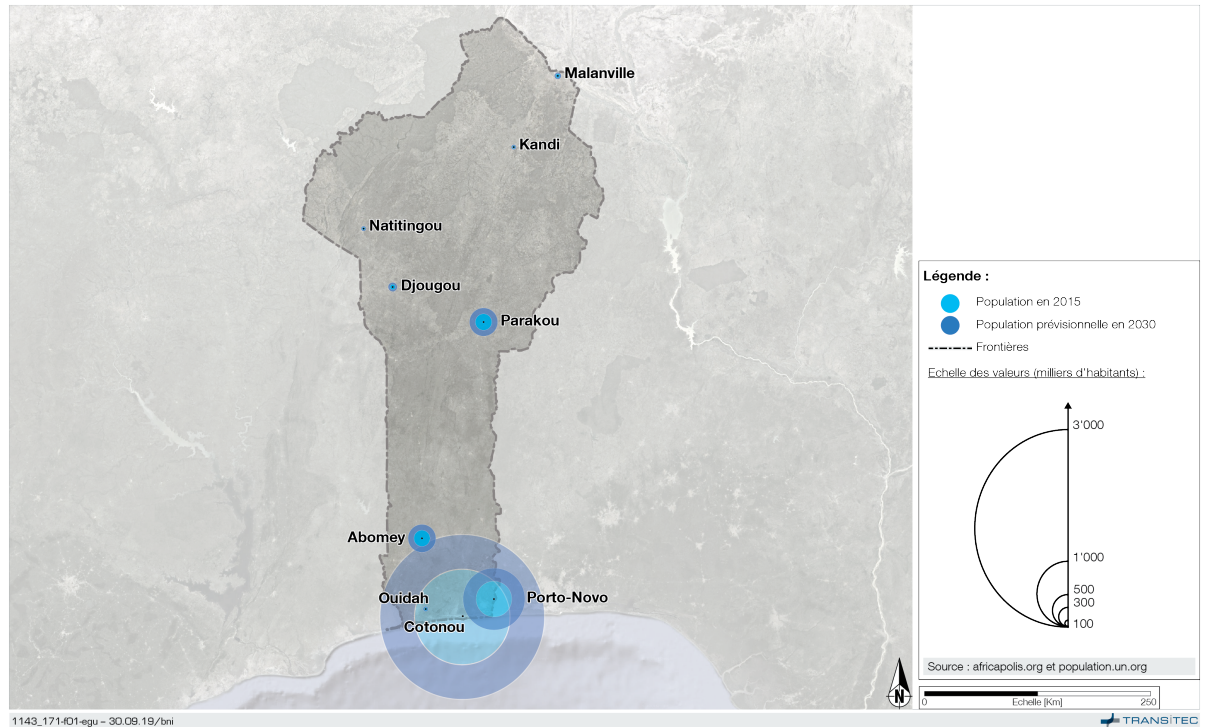 Malanville
Kandi
Natitingou
Djougou
Parakou
Abomey
Ouidah
Porto-Novo
Cotonou
Légende :
Population en 2015
Population prévisionnelle en 2030
Frontières
Echelle des valeurs (milliers d'habitants) :
3'000
1'000
500
300
100
Source : africapolis.org et population.un.org
N
0 Echelle [Km] 250
1143_171-f01-egu – 30.09.19/bni
TRANSITEC